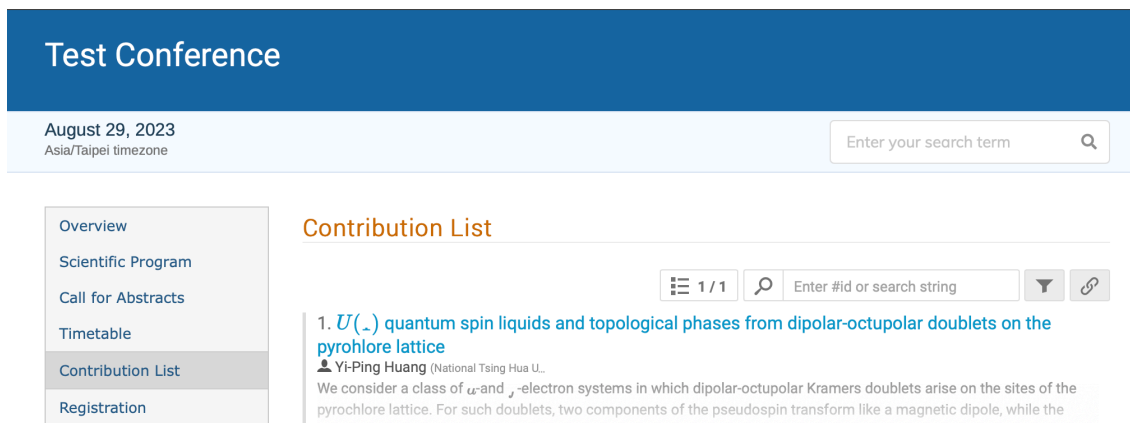 Test Conference
August 29, 2023
Asia/Taipei timezone
Enter your search term
Overview
Scientific Program
Call for Abstracts
Timetable
Contribution List
Registration
Contribution List
1 / 1
Enter #id or search string
1. U( ) quantum spin liquids and topological phases from dipolar-octupolar doublets on the
pyrohlore lattice
Yi-Ping Huang (National Tsing Hua U...
We consider a class of -and -electron systems in which dipolar-octupolar Kramers doublets arise on the sites of the
pyrochlore lattice. For such doublets, two components of the pseudospin transform like a magnetic dipole, while the